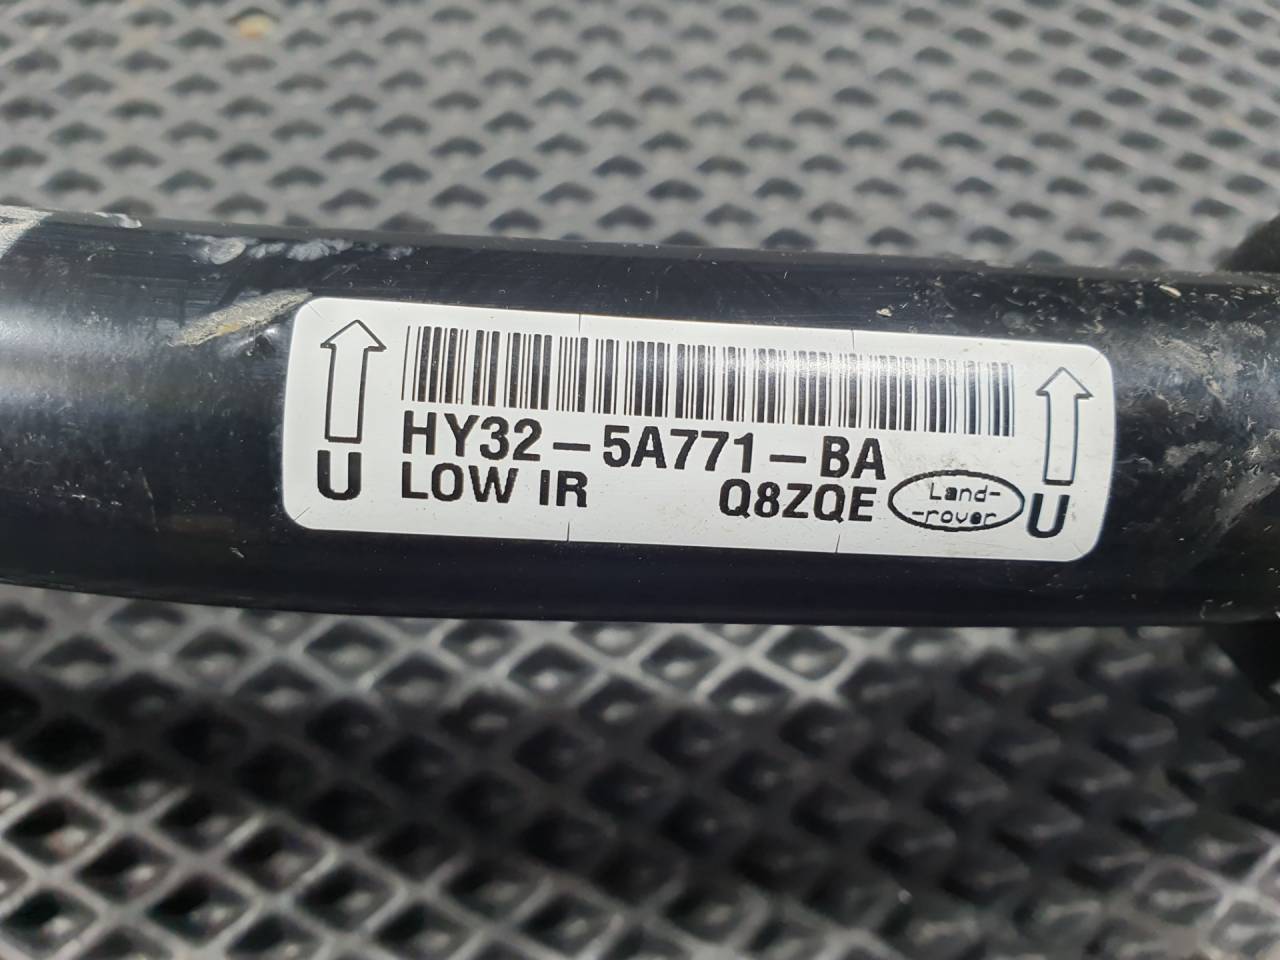 HY32-5A771-BA
LOW IR Q8ZQE
Land-
-rover
U U